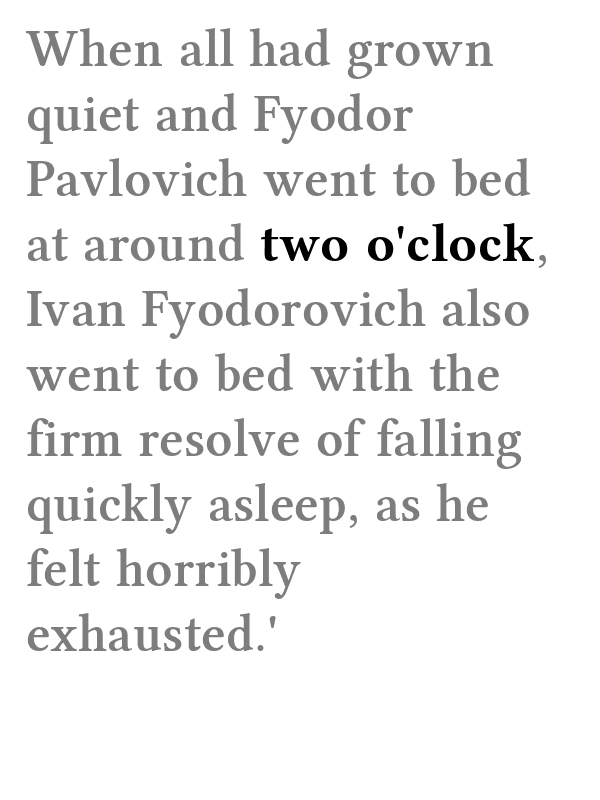 When all had grown
quiet and Fyodor
Pavlovich went to bed
at around two o'clock,
Ivan Fyodorovich also
went to bed with the
firm resolve of falling
quickly asleep, as he
felt horribly
exhausted.'